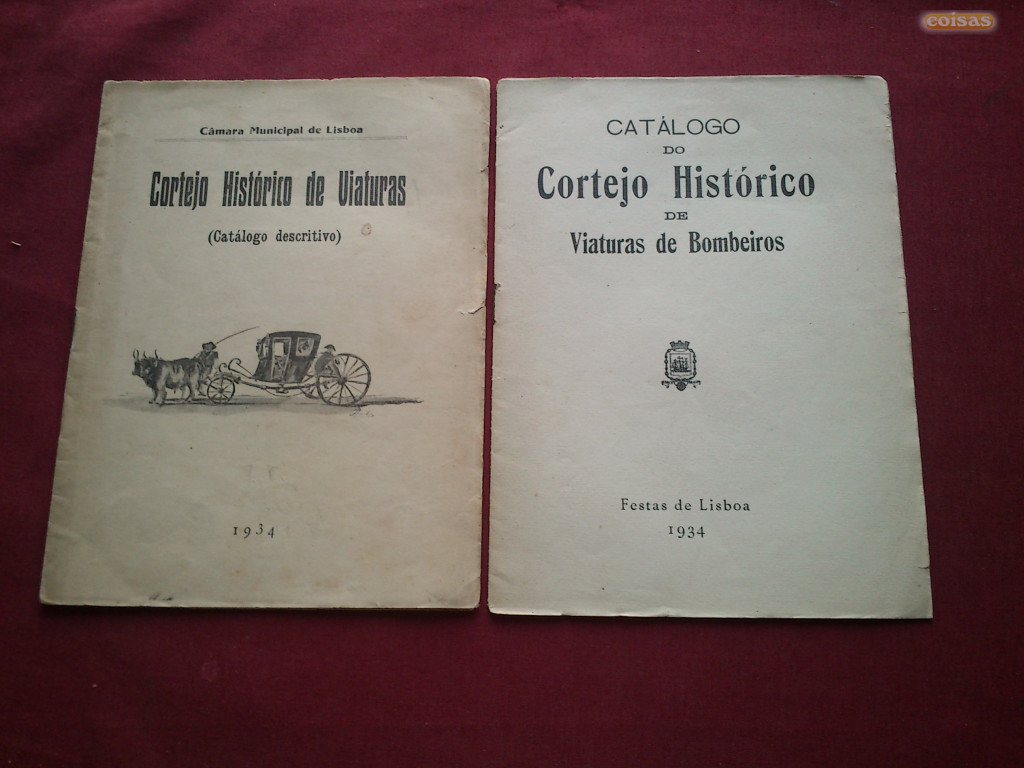 Câmara Municipal de Lisboa
Cortejo Histórico de Viaturas
(Catálogo descritivo)
1934
CATÁLOGO
DO
Cortejo Histórico
DE
Viaturas de Bombeiros
Festas de Lisboa
1934
coisas